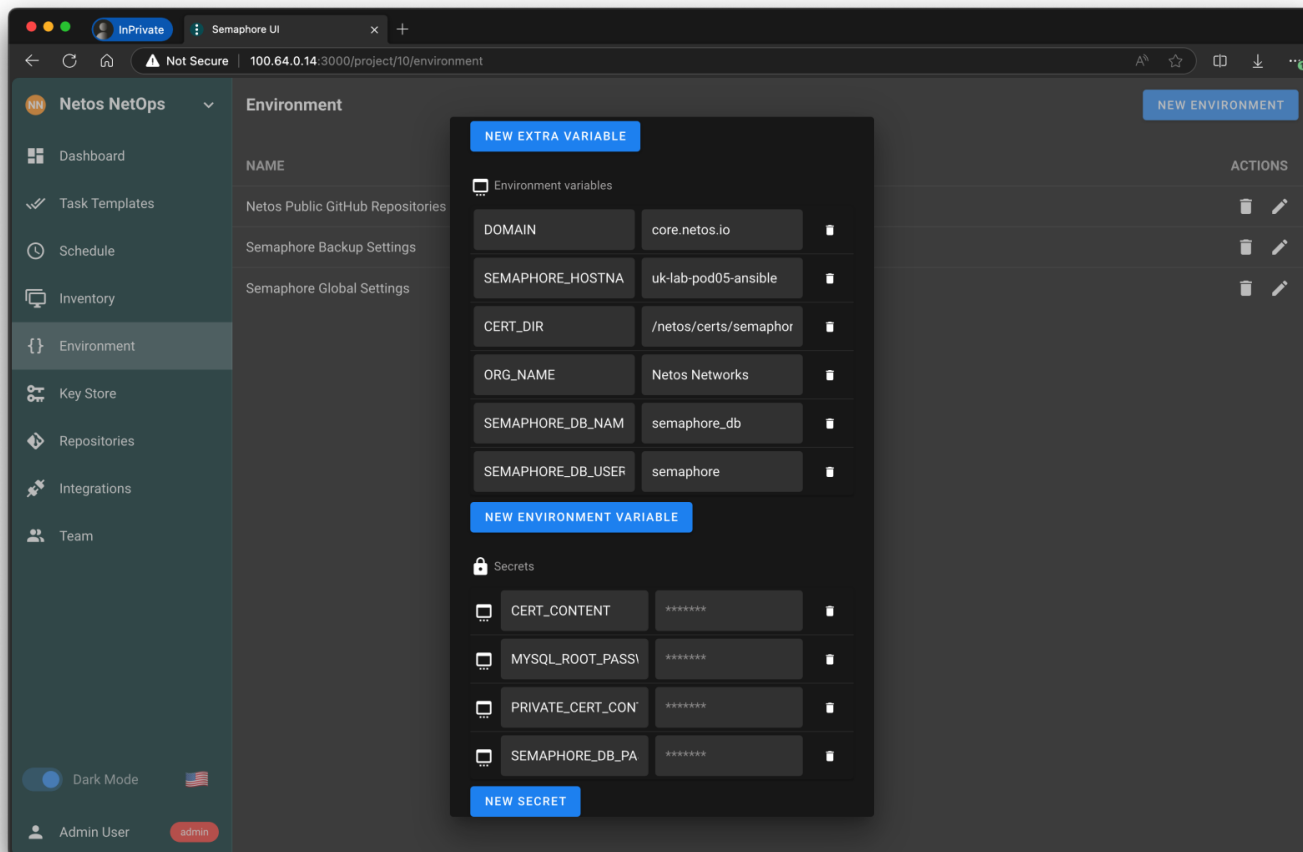 InPrivate
Semaphore UI
Not Secure
100.64.0.14:3000/project/10/environment
NN
Netos NetOps
Dashboard
Task Templates
Schedule
Inventory
Environment
Key Store
Repositories
Integrations
Team
Dark Mode
Admin User
admin
Environment
NEW ENVIRONMENT
NAME
ACTIONS
Netos Public GitHub Repositories
Semaphore Backup Settings
Semaphore Global Settings
NEW EXTRA VARIABLE
Environment variables
DOMAIN core.netos.io
SEMAPHORE_HOSTNA uk-lab-pod05-ansible
CERT_DIR /netos/certs/semaphor
ORG_NAME Netos Networks
SEMAPHORE_DB_NAM semaphore_db
SEMAPHORE_DB_USER semaphore
NEW ENVIRONMENT VARIABLE
Secrets
CERT_CONTENT *******
MYSQL_ROOT_PASS *******
PRIVATE_CERT_CONT *******
SEMAPHORE_DB_PA *******
NEW SECRET